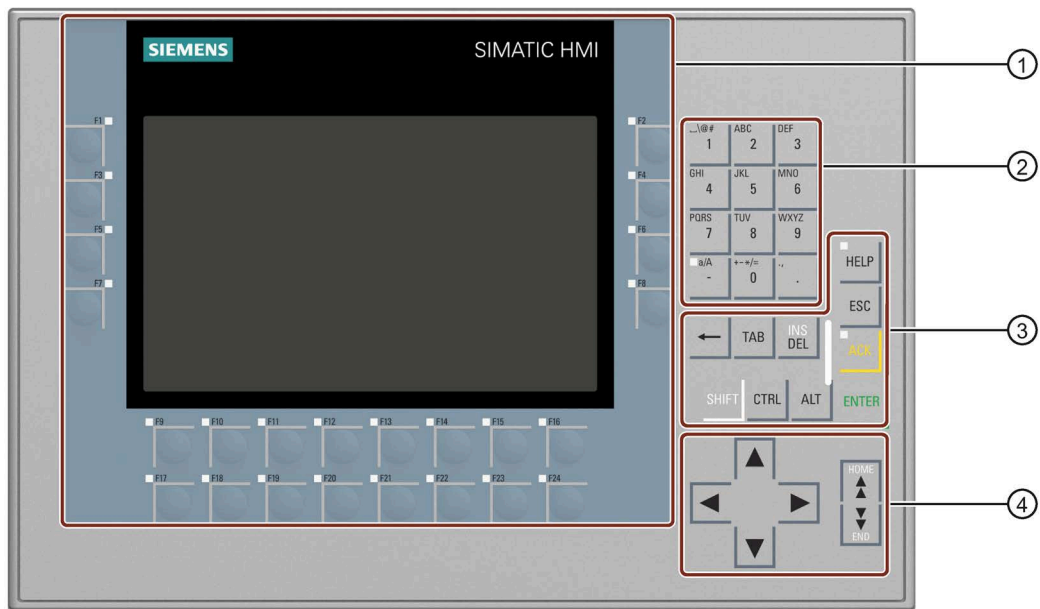 SIEMENS SIMATIC HMI
F1 F2
F3 F4
F5 F6
F7 F8
F9 F10 F11 F12 F13 F14 F15 F16
F17 F18 F19 F20 F21 F22 F23 F24
_\@# ABC DEF
1 2 3
GHI JKL MNO
4 5 6
PQRS TUV WXYZ
7 8 9
a/A +-*/= .,
- 0 .
HELP
ESC
← TAB INS DEL
ACK
SHIFT CTRL ALT ENTER
HOME
END
1
2
3
4